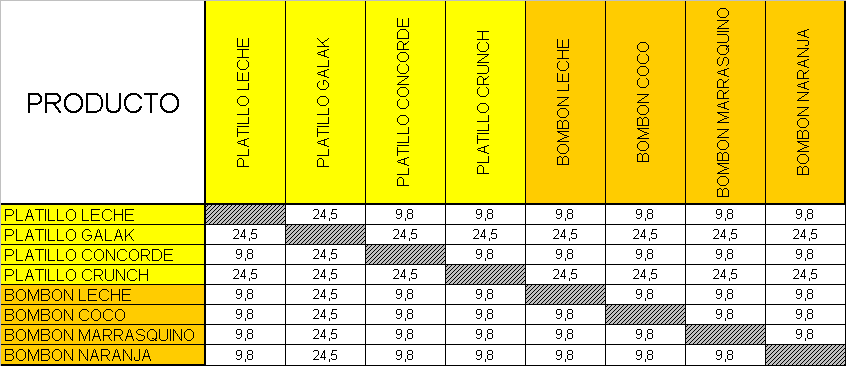 PRODUCTO PLATILLO LECHE PLATILLO GALAK PLATILLO CONCORDE PLATILLO CRUNCH BOMBON LECHE BOMBON COCO BOMBON MARRASQUINO BOMBON NARANJA
PLATILLO LECHE 24,5 9,8 9,8 9,8 9,8 9,8 9,8
PLATILLO GALAK 24,5 24,5 24,5 24,5 24,5 24,5 24,5
PLATILLO CONCORDE 9,8 24,5 9,8 9,8 9,8 9,8 9,8
PLATILLO CRUNCH 24,5 24,5 24,5 24,5 24,5 24,5 24,5
BOMBON LECHE 9,8 24,5 9,8 9,8 9,8 9,8 9,8
BOMBON COCO 9,8 24,5 9,8 9,8 9,8 9,8 9,8
BOMBON MARRASQUINO 9,8 24,5 9,8 9,8 9,8 9,8 9,8
BOMBON NARANJA 9,8 24,5 9,8 9,8 9,8 9,8 9,8